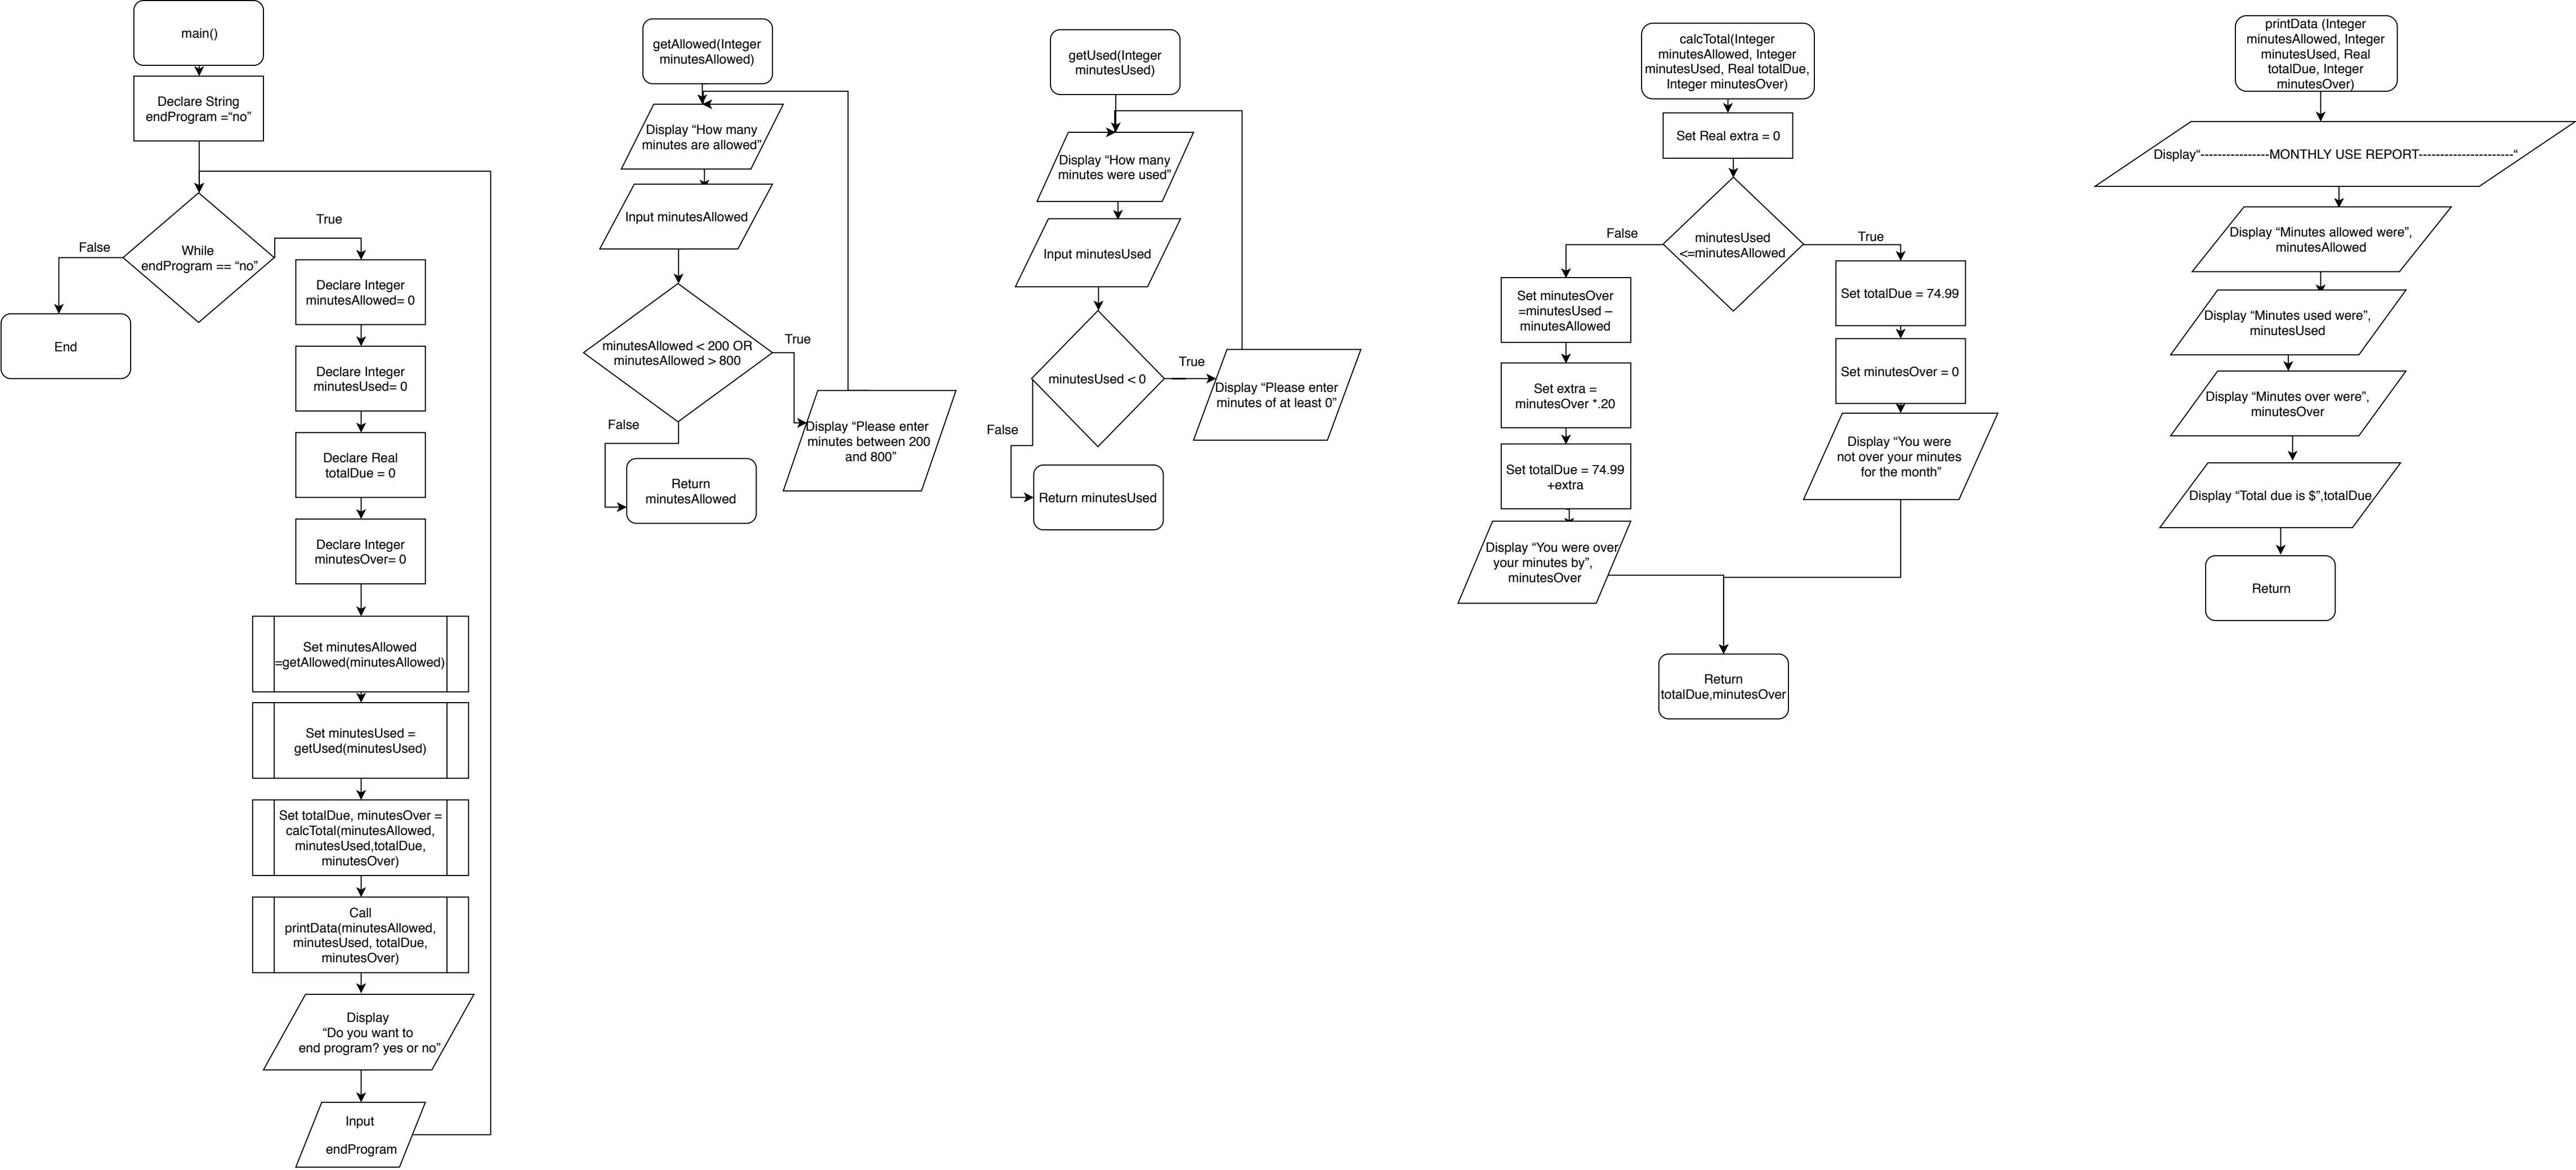 main()
Declare String
endProgram =“no”
While
endProgram == “no”
False
True
End
Declare Integer
minutesAllowed= 0
Declare Integer
minutesUsed= 0
Declare Real
totalDue = 0
Declare Integer
minutesOver= 0
Set minutesAllowed
=getAllowed(minutesAllowed)
Set minutesUsed =
getUsed(minutesUsed)
Set totalDue, minutesOver =
calcTotal(minutesAllowed,
minutesUsed,totalDue,
minutesOver)
Call
printData(minutesAllowed,
minutesUsed, totalDue,
minutesOver)
Display
“Do you want to
end program? yes or no”
Input
endProgram
getAllowed(Integer
minutesAllowed)
Display “How many
minutes are allowed”
Input minutesAllowed
minutesAllowed < 200 OR
minutesAllowed > 800
True
False
Display “Please enter
minutes between 200
and 800”
Return
minutesAllowed
getUsed(Integer
minutesUsed)
Display “How many
minutes were used”
Input minutesUsed
minutesUsed < 0
True
False
Display “Please enter
minutes of at least 0”
Return minutesUsed
calcTotal(Integer
minutesAllowed, Integer
minutesUsed, Real totalDue,
Integer minutesOver)
Set Real extra = 0
minutesUsed
<=minutesAllowed
False
True
Set minutesOver
=minutesUsed –
minutesAllowed
Set extra =
minutesOver *.20
Set totalDue = 74.99
+extra
Display “You were over
your minutes by”,
minutesOver
Set totalDue = 74.99
Set minutesOver = 0
Display “You were
not over your minutes
for the month”
Return
totalDue,minutesOver
printData (Integer
minutesAllowed, Integer
minutesUsed, Real
totalDue, Integer
minutesOver)
Display“----------------MONTHLY USE REPORT----------------------“
Display “Minutes allowed were”,
minutesAllowed
Display “Minutes used were”,
minutesUsed
Display “Minutes over were”,
minutesOver
Display “Total due is $”,totalDue
Return